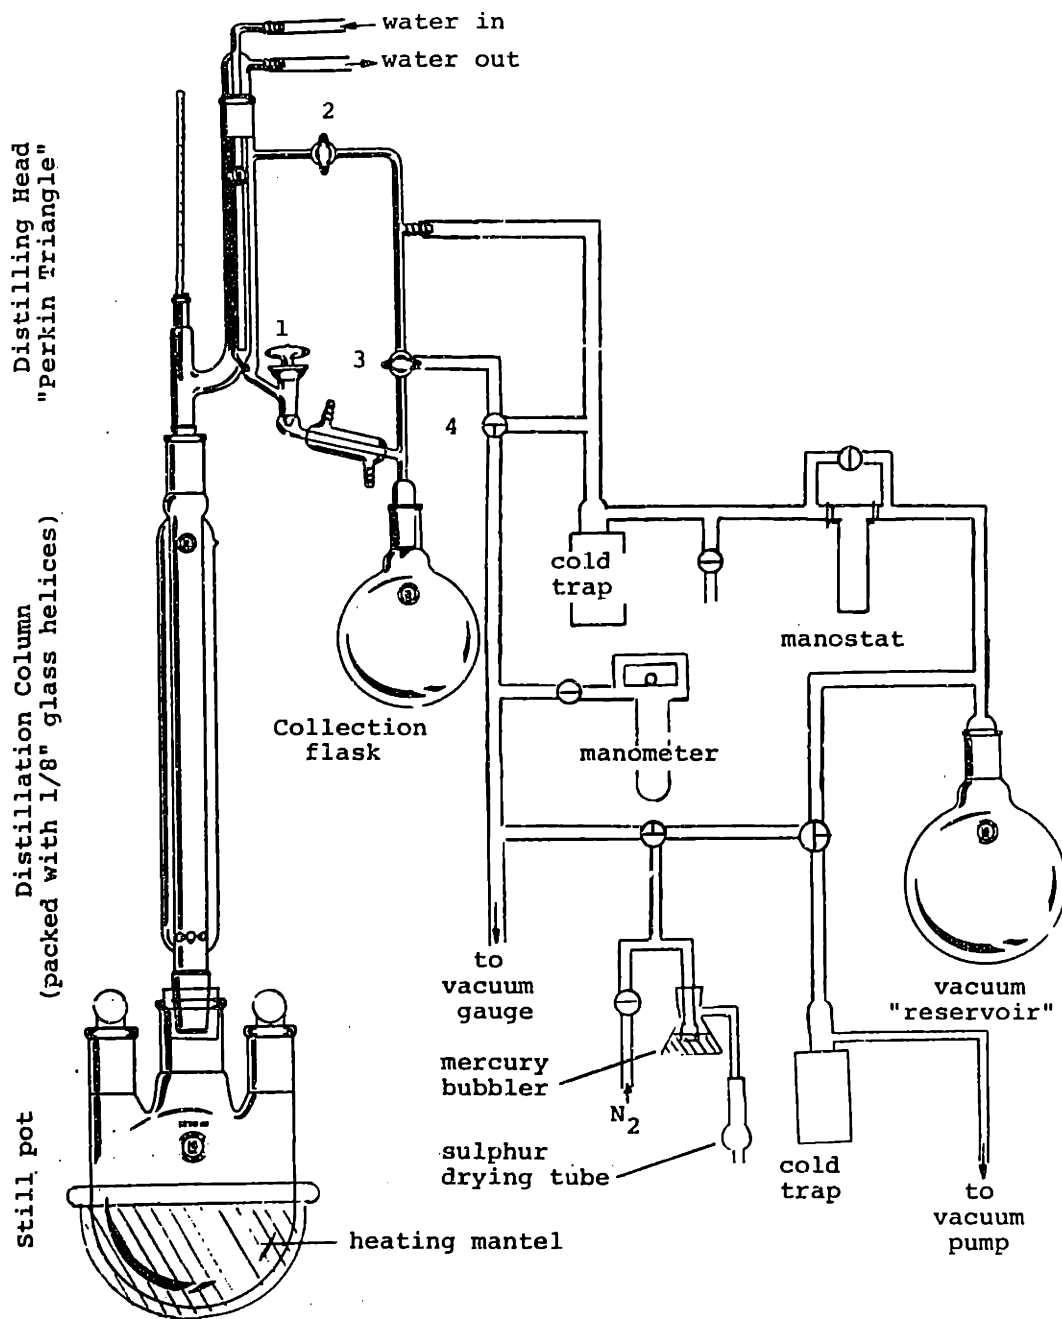 water in
water out
2
Distilling Head
"Perkin Triangle"
1
3
4
cold
trap
manostat
Distillation Column
(packed with 1/8" glass helices)
Collection
flask
manometer
to
vacuum
gauge
vacuum
"reservoir"
mercury
bubbler
N2
sulphur
drying tube
cold
trap
to
vacuum
pump
Still pot
heating mantel